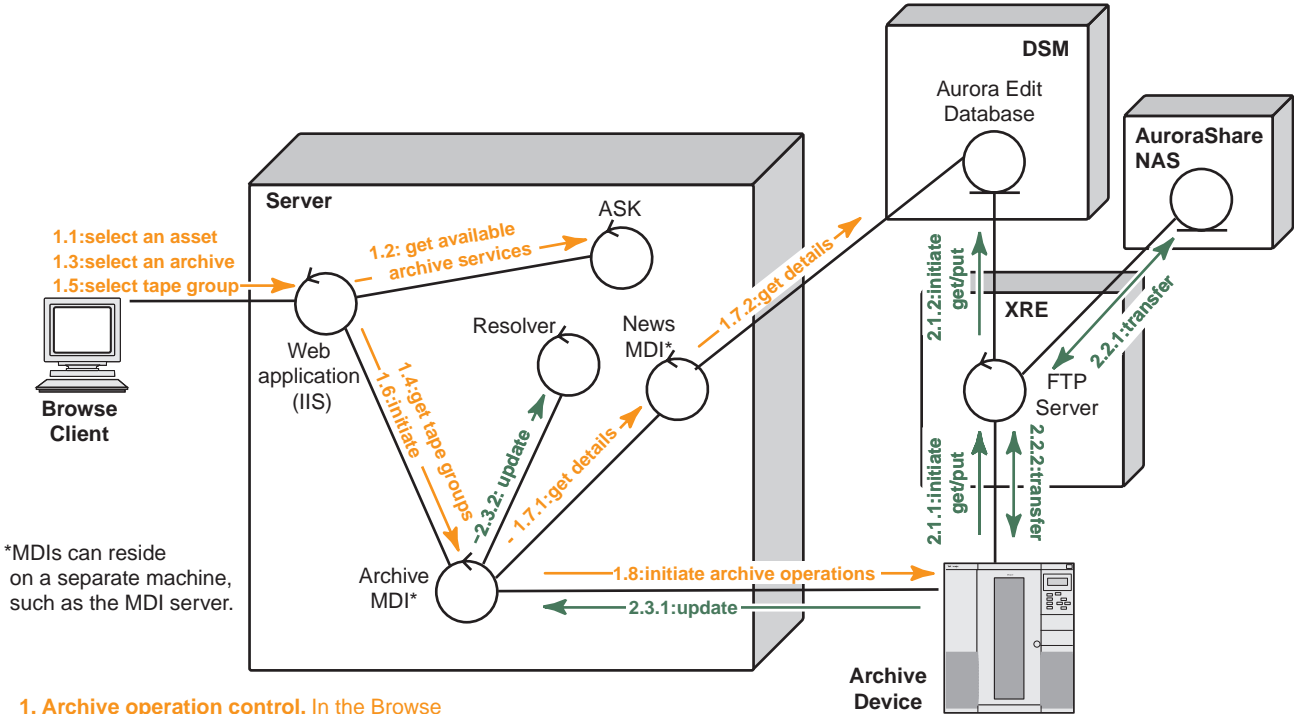 DSM
Aurora Edit
Database
AuroraShare
NAS
Server
ASK
1.1:select an asset
1.3:select an archive
1.5:select tape group
1.2: get available
archive services
1.7.2:get details
2.1.2:initiate
get/put
XRE
2.2.1:transfer
Resolver
News
MDI*
Web
application
(IIS)
1.4:get tape groups
1.6:initiate
FTP
Server
Browse
Client
2.3.2: update
1.7.1:get details
2.1.1:initiate
get/put
2.2.2:transfer
*MDIs can reside
on a separate machine,
such as the MDI server.
Archive
MDI*
1.8:initiate archive operations
2.3.1:update
Archive
Device
1. Archive operation control. In the Browse